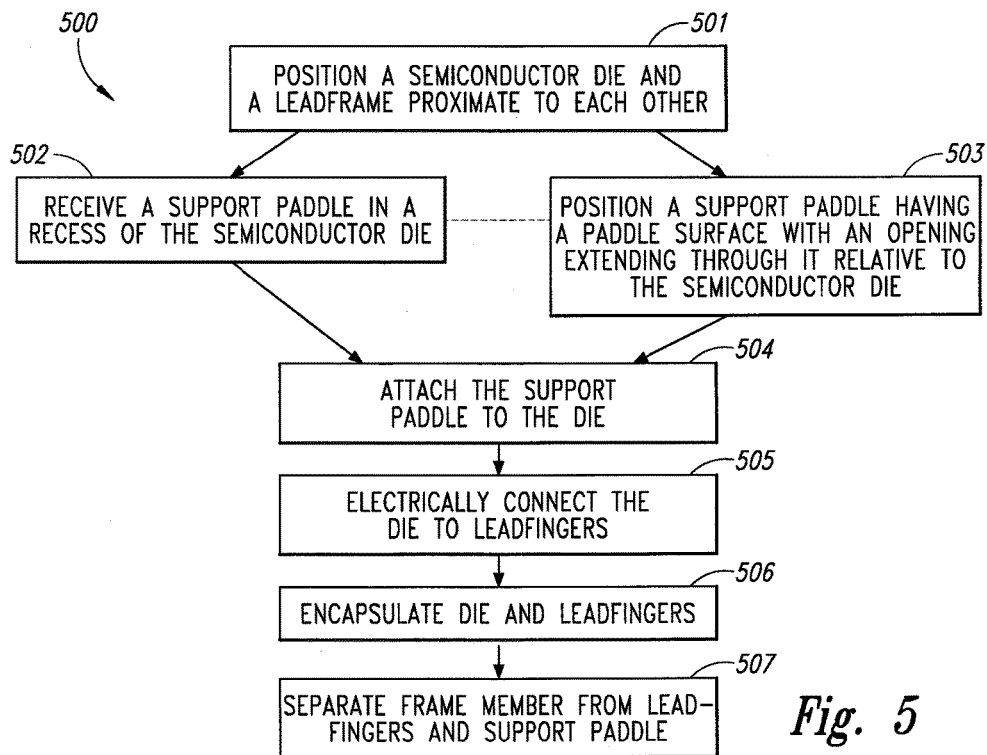 500
501
POSITION A SEMICONDUCTOR DIE AND
A LEADFRAME PROXIMATE TO EACH OTHER
502
RECEIVE A SUPPORT PADDLE IN A
RECESS OF THE SEMICONDUCTOR DIE
503
POSITION A SUPPORT PADDLE HAVING
A PADDLE SURFACE WITH AN OPENING
EXTENDING THROUGH IT RELATIVE TO
THE SEMICONDUCTOR DIE
504
ATTACH THE SUPPORT
PADDLE TO THE DIE
505
ELECTRICALLY CONNECT THE
DIE TO LEADFINGERS
506
ENCAPSULATE DIE AND LEADFINGERS
507
SEPARATE FRAME MEMBER FROM LEAD-
FINGERS AND SUPPORT PADDLE
Fig. 5